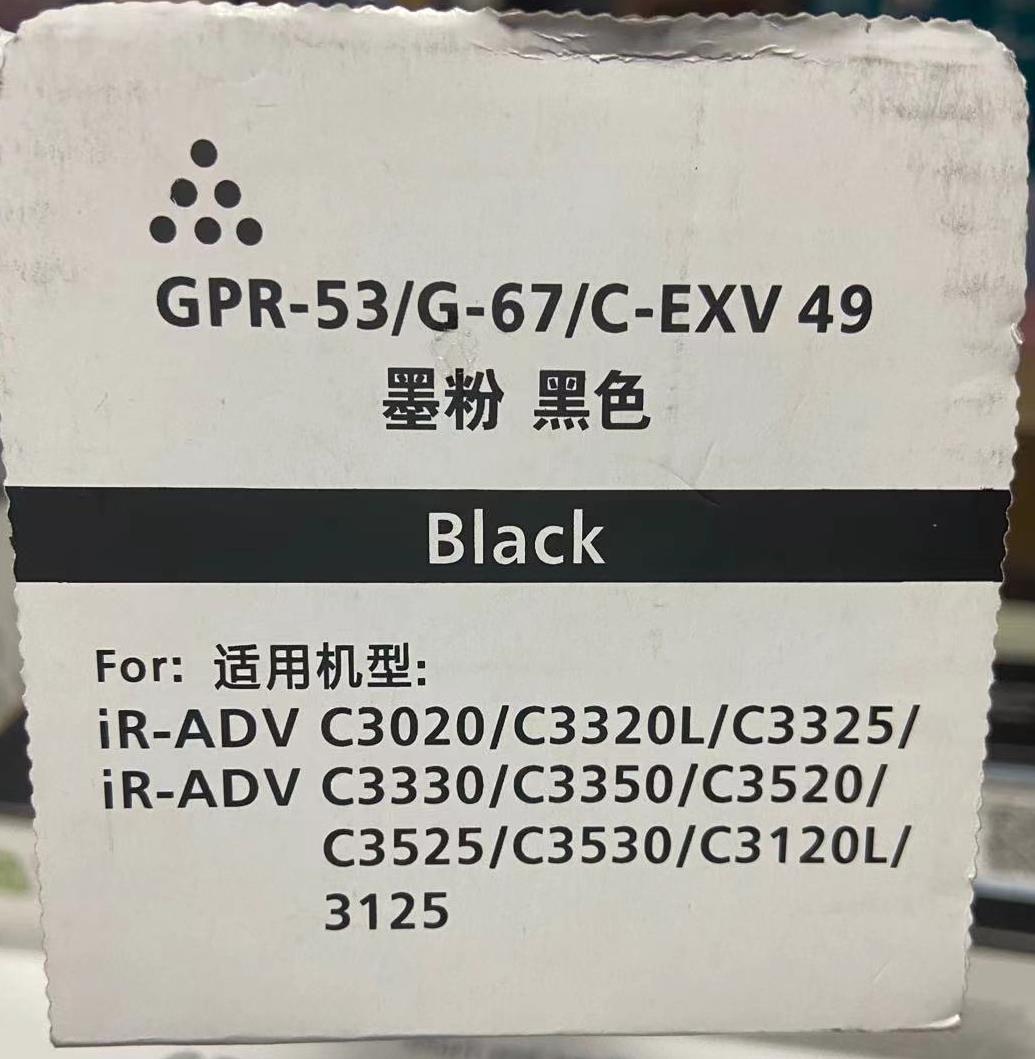 GPR-53/G-67/C-EXV 49
墨粉 黑色
Black
For: 适用机型:
iR-ADV C3020/C3320L/C3325/
iR-ADV C3330/C3350/C3520/
C3525/C3530/C3120L/
3125